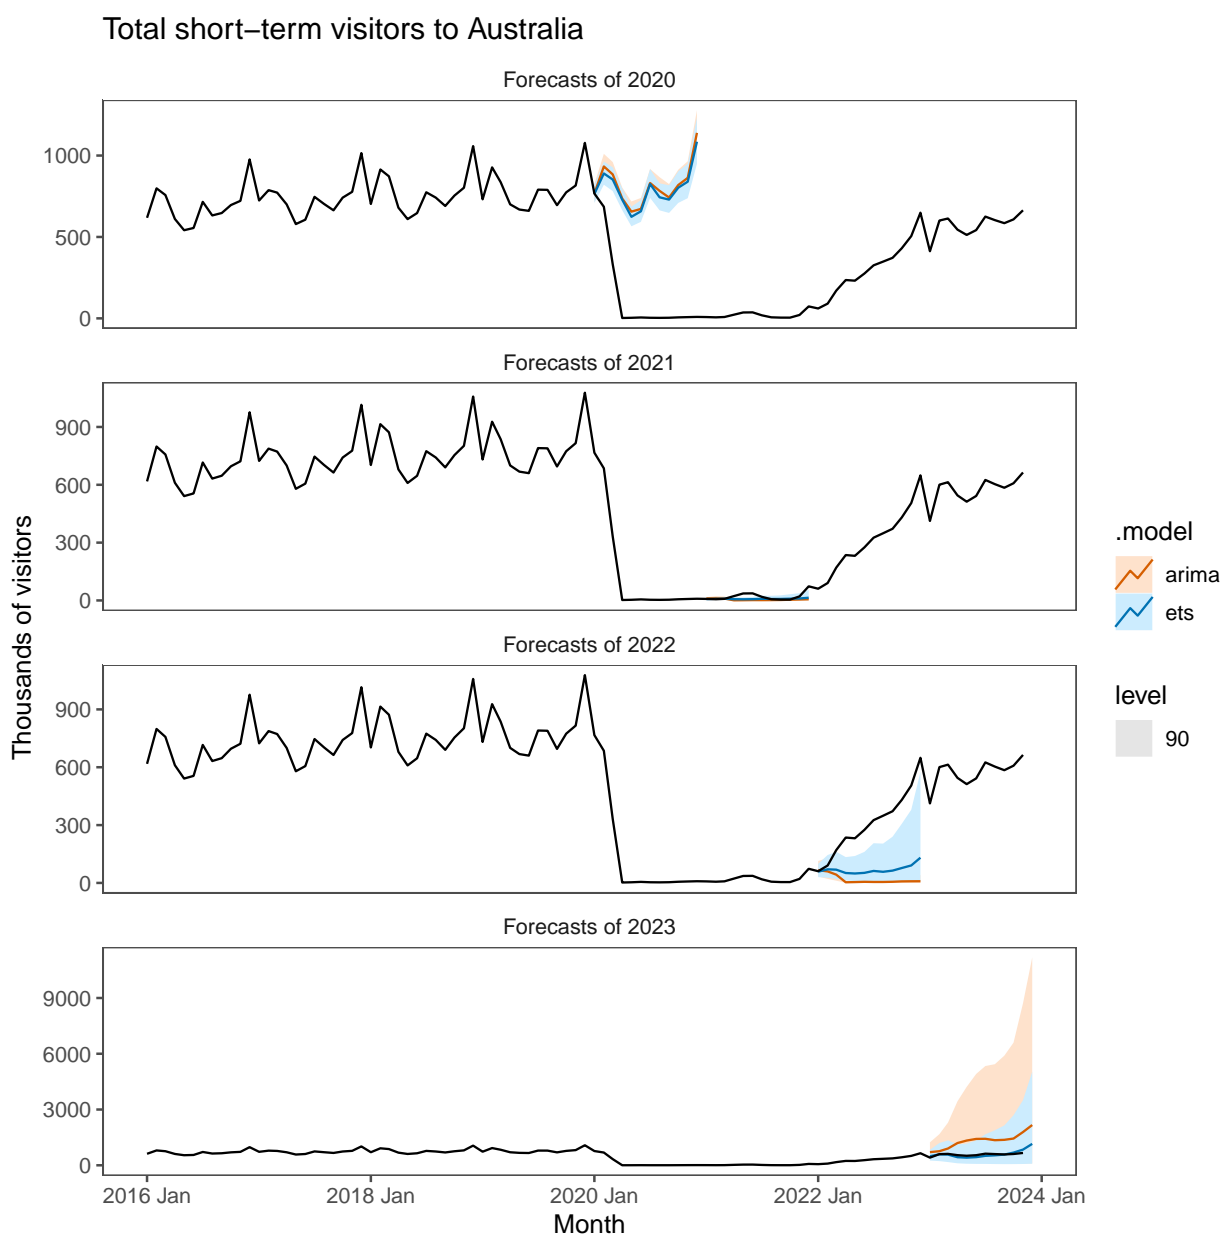 Total short−term visitors to Australia
Forecasts of 2020
1000
500
0
Forecasts of 2021
900
600
300
0
Forecasts of 2022
900
600
300
0
Forecasts of 2023
9000
6000
3000
0
2016 Jan
2018 Jan
2020 Jan
2022 Jan
2024 Jan
Month
Thousands of visitors
.model
arima
ets
level
90